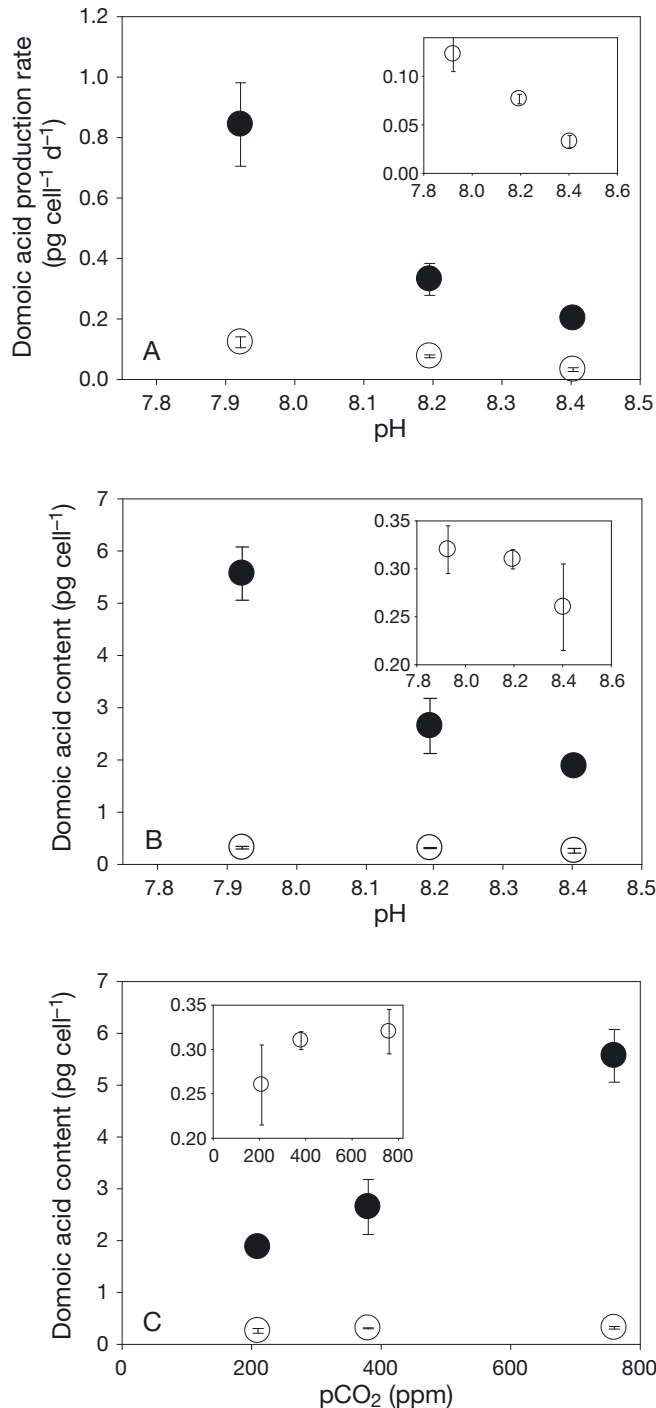 Domoic acid production rate
(pg cell⁻¹ d⁻¹)
1.2
1.0
0.8
0.6
0.4
0.2
0.0
A
7.8 7.9 8.0 8.1 8.2 8.3 8.4 8.5
pH
0.10
0.05
0.00
7.8 8.0 8.2 8.4 8.6
Domoic acid content (pg cell⁻¹)
7
6
5
4
3
2
1
0
B
7.8 7.9 8.0 8.1 8.2 8.3 8.4 8.5
pH
0.35
0.30
0.25
0.20
7.8 8.0 8.2 8.4 8.6
Domoic acid content (pg cell⁻¹)
7
6
5
4
3
2
1
0
C
0 200 400 600 800
pCO₂ (ppm)
0.35
0.30
0.25
0.20
0 200 400 600 800